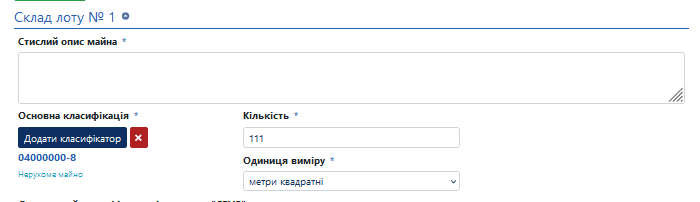 Склад лоту № 1
Стислий опис майна *
Основна класифікація *
Додати класифікатор ×
04000000-8
Нерухоме майно
Кількість *
111
Одиниця виміру *
метри квадратні